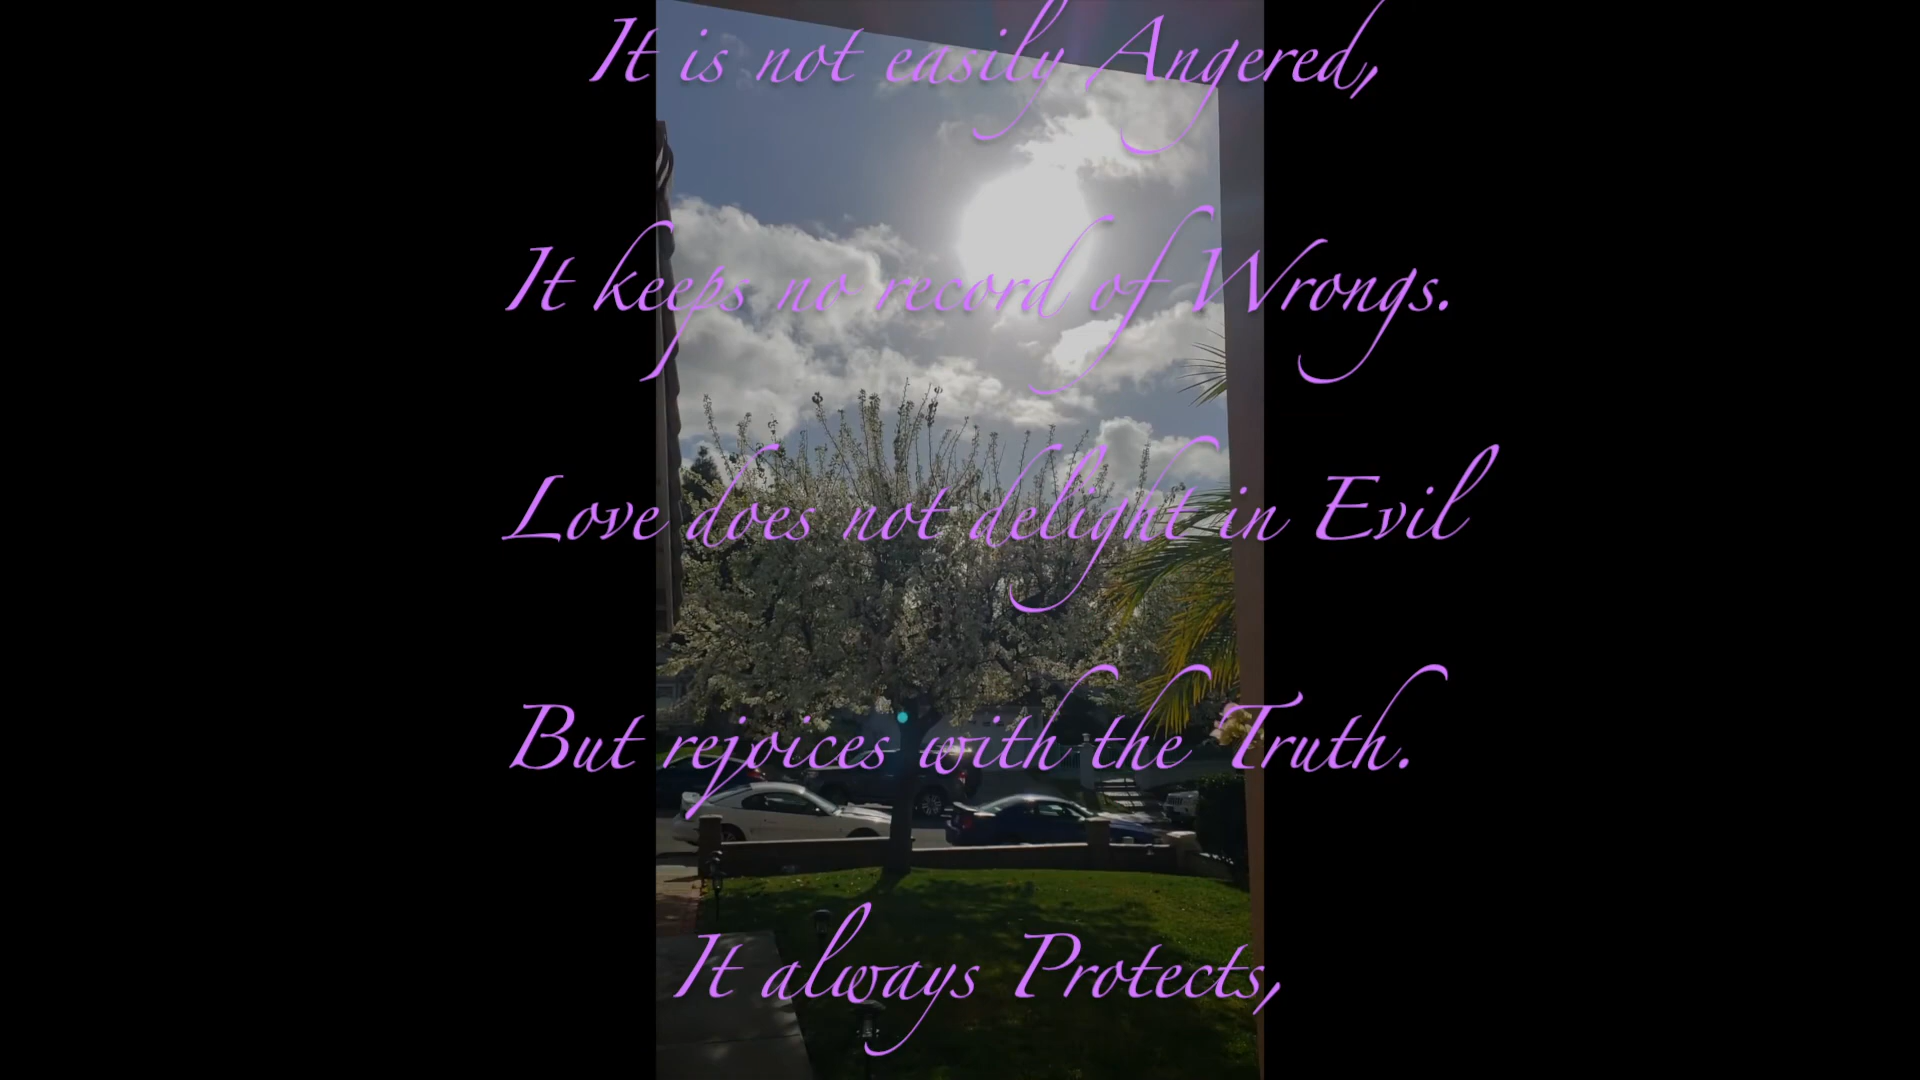 It is not easily Angered,
It keeps no record of Wrongs.
Love does not delight in Evil
But rejoices with the Truth.
It always Protects,